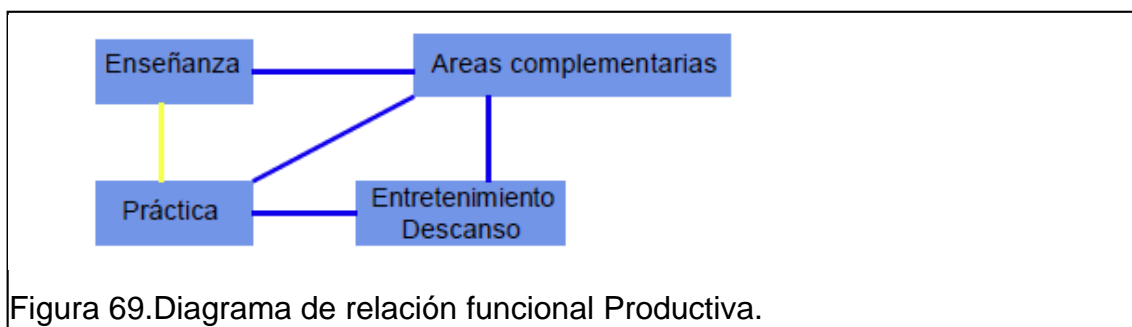 Enseñanza
Areas complementarias
Práctica
Entretenimiento
Descanso
Figura 69.Diagrama de relación funcional Productiva.